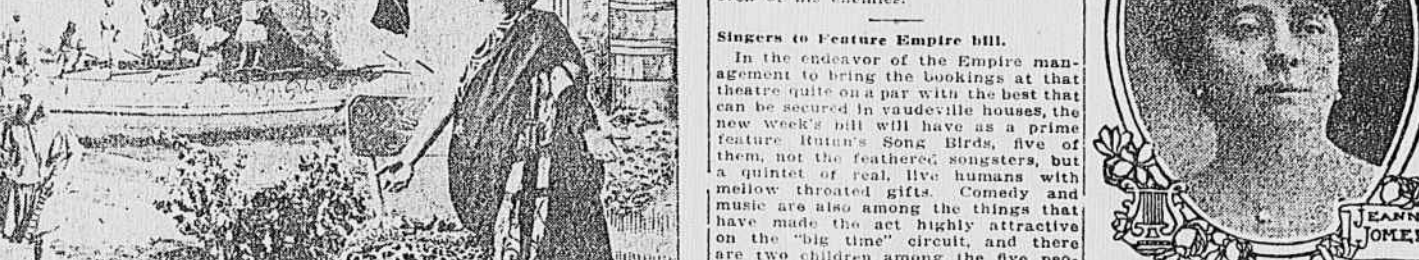 of his enemies.
Singers to Feature Empire bill.
In the endeavor of the Empire man-
agement to bring the bookings at that
theatre quite on a par with the best that
can be secured in vaudeville houses, the
new week's bill will have as a prime
feature Song Birds, five of
them, not the feathered songsters, but
a quintet of real, live humans with
mellow throated gifts. Comedy and
music are also among the things that
have made the act highly attractive
on the "big time" circuit, and there
are two children among the five peo-
JEANN
JOMEL